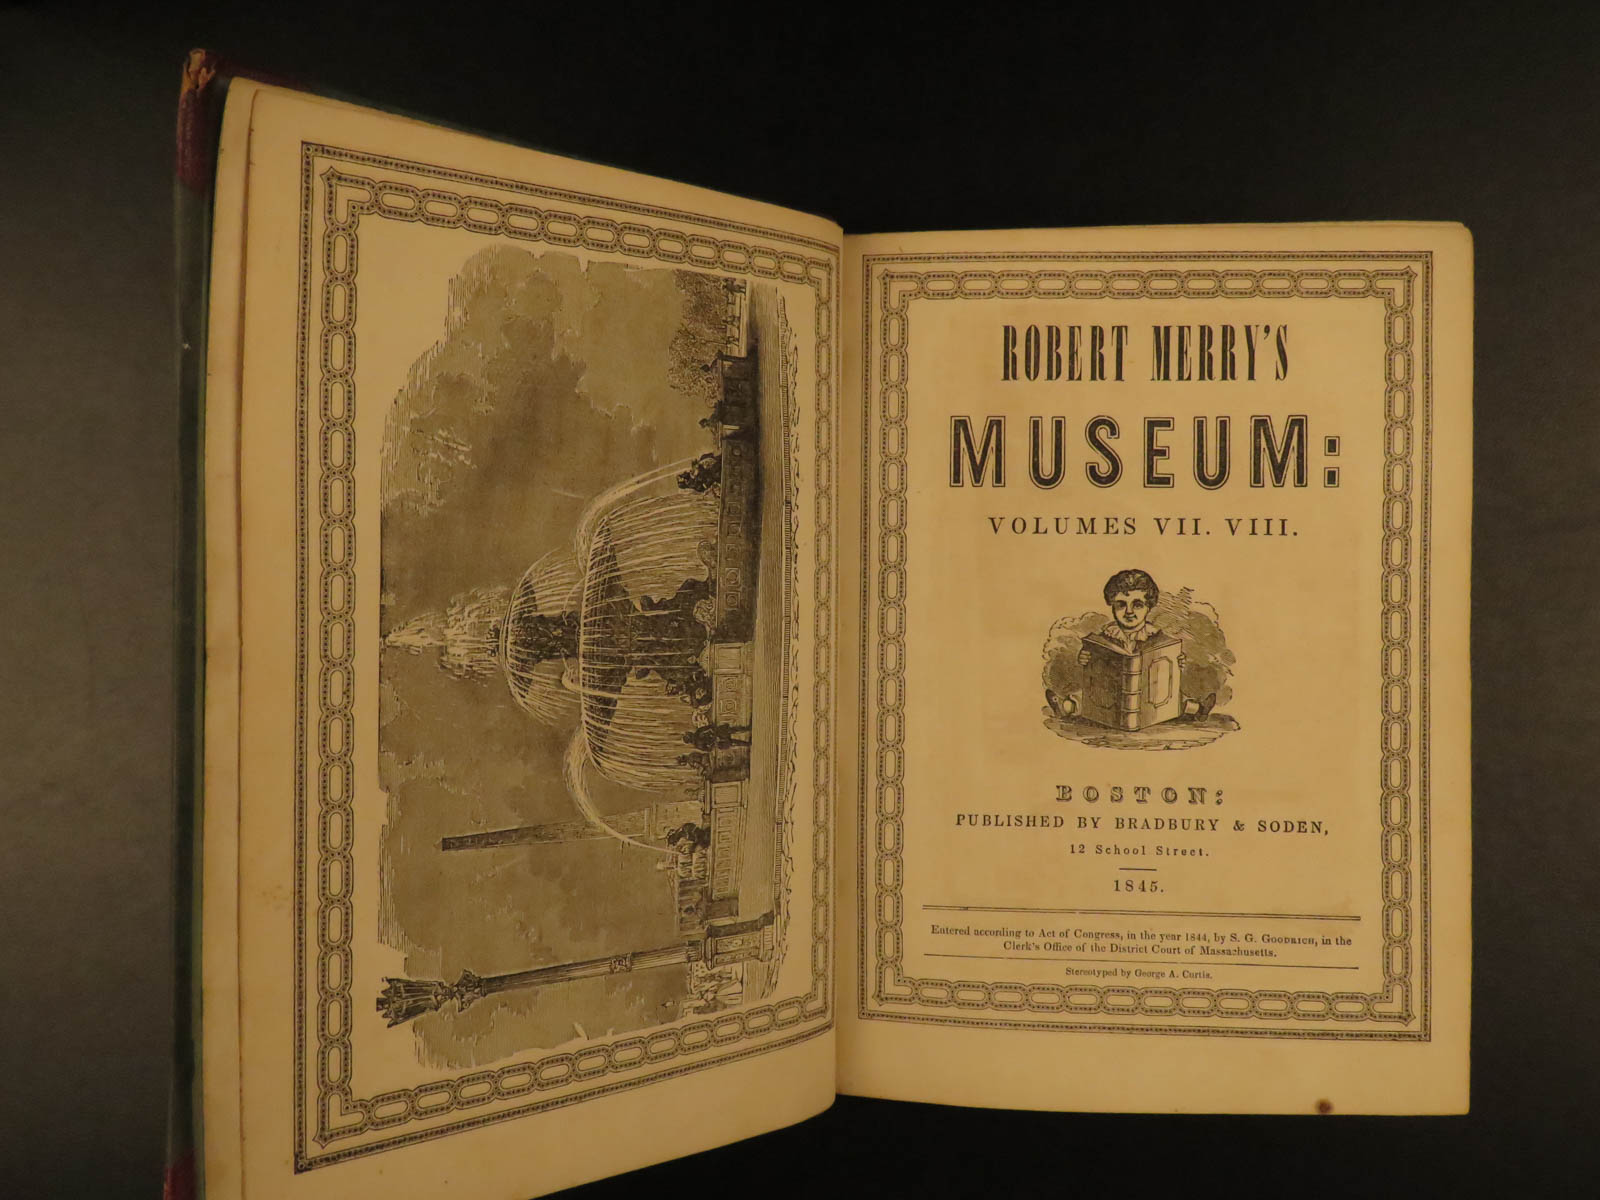 ROBERT MERRY'S
MUSEUM:
VOLUMES VII. VIII.
BOSTON:
PUBLISHED BY BRADBURY & SODEN,
12 School Street.
1845.
Entered according to Act of Congress, in the year 1844, by S. G. GOODRICH, in the
Clerk's Office of the District Court of Massachusetts.
Stereotyped by George A. Curtis.